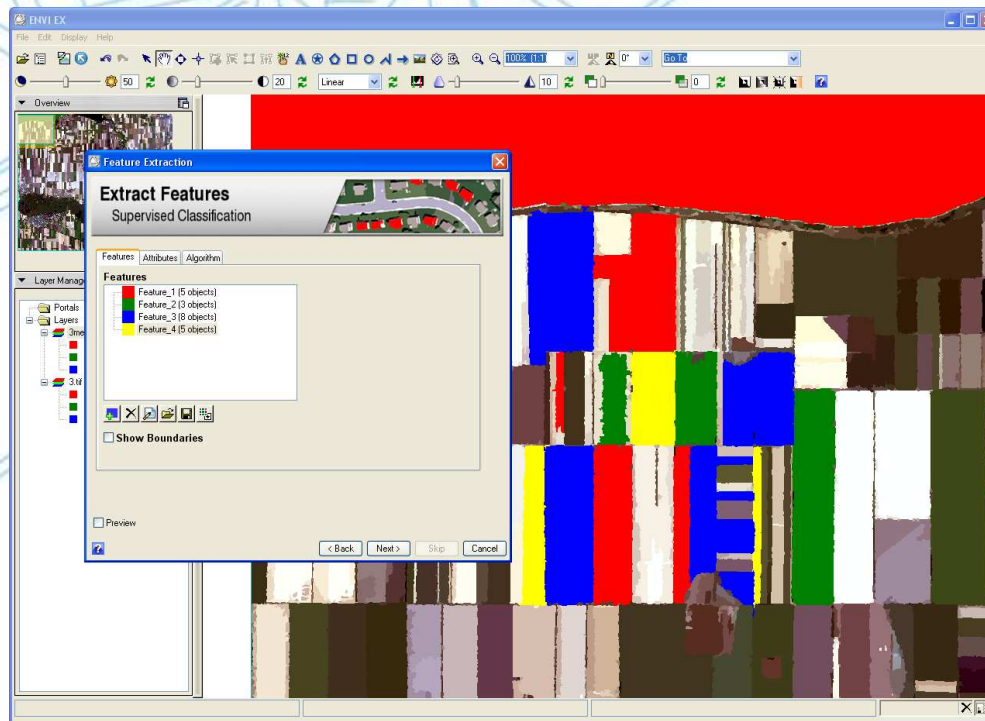 ENVI EX
File Edit Display Help
100% (1:1)
0°
Go To
50
20
Linear
10
0
Overview
Feature Extraction
Extract Features
Supervised Classification
Features Attributes Algorithm
Features
Feature_1 (5 objects)
Feature_2 (3 objects)
Feature_3 (8 objects)
Feature_4 (5 objects)
Show Boundaries
Preview
< Back Next > Skip Cancel
Layer
Portals
Layers
3.tif